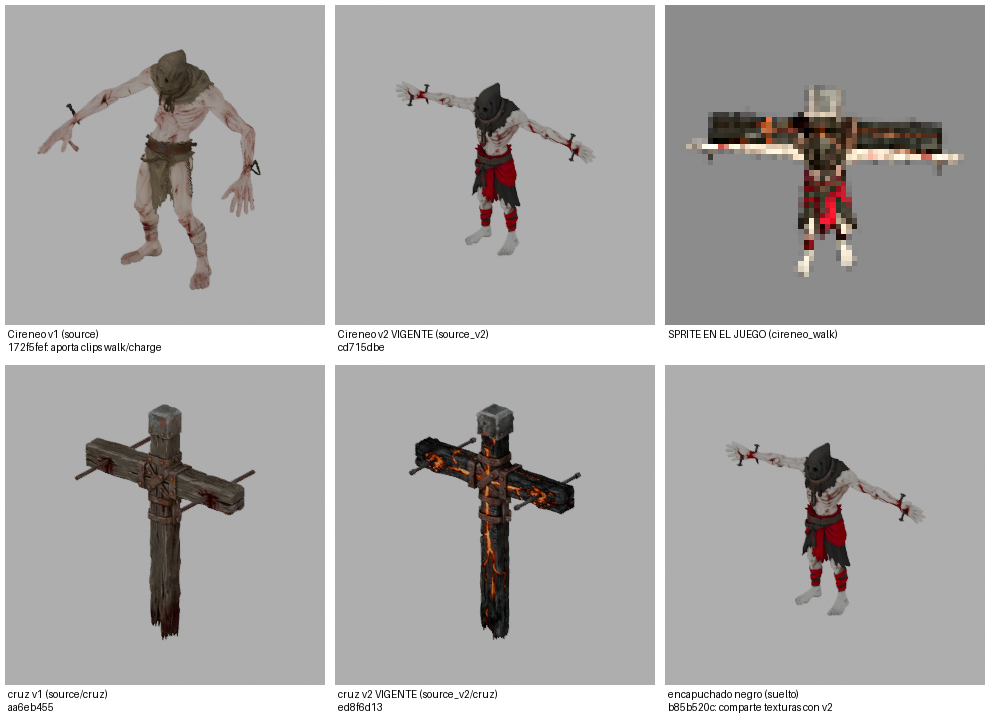 Cireneo v1 (source)
172f5fef: aporta clips walk/charge
Cireneo v2 VIGENTE (source_v2)
cd715dbe
SPRITE EN EL JUEGO (cireneo_walk)
cruz v1 (source/cruz)
aa6eb455
cruz v2 VIGENTE (source_v2/cruz)
ed8f6d13
encapuchado negro (suelto)
b85b520c: comparte texturas con v2